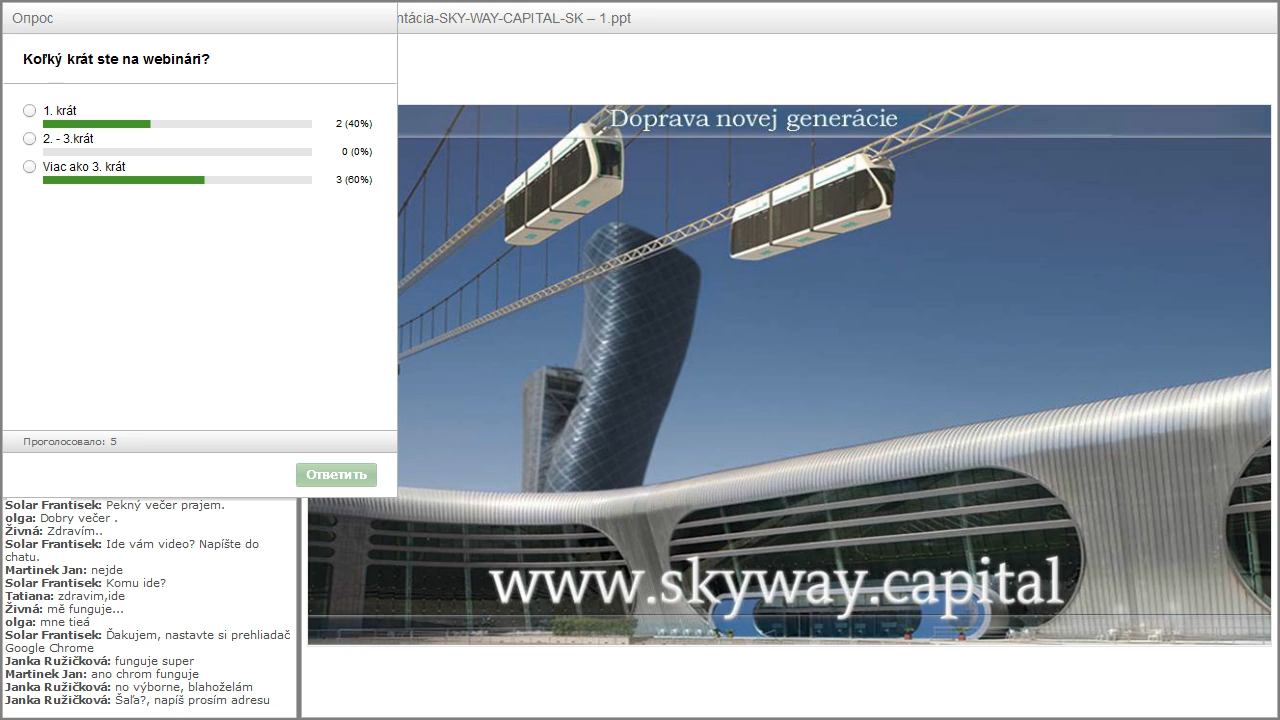 Опрос
ntácia-SKY-WAY-CAPITAL-SK – 1.ppt
Koľký krát ste na webinári?
1. krát
2 (40%)
2. - 3.krát
0 (0%)
Viac ako 3. krát
3 (60%)
Проголосовало: 5
Ответить
Doprava novej generácie
www.skyway.capital
Solar Frantisek: Pekný večer prajem.
olga: Dobry večer .
Živná: Zdravím..
Solar Frantisek: Ide vám video? Napíšte do
chatu.
Martinek Jan: nejde
Solar Frantisek: Komu ide?
Tatiana: zdravim,ide
Živná: mě funguje...
olga: mne tieá
Solar Frantisek: Ďakujem, nastavte si prehliadač
Google Chrome
Janka Ružičková: funguje super
Martinek Jan: ano chrom funguje
Janka Ružičková: no výborne, blahoželám
Janka Ružičková: Šaľa?, napíš prosím adresu